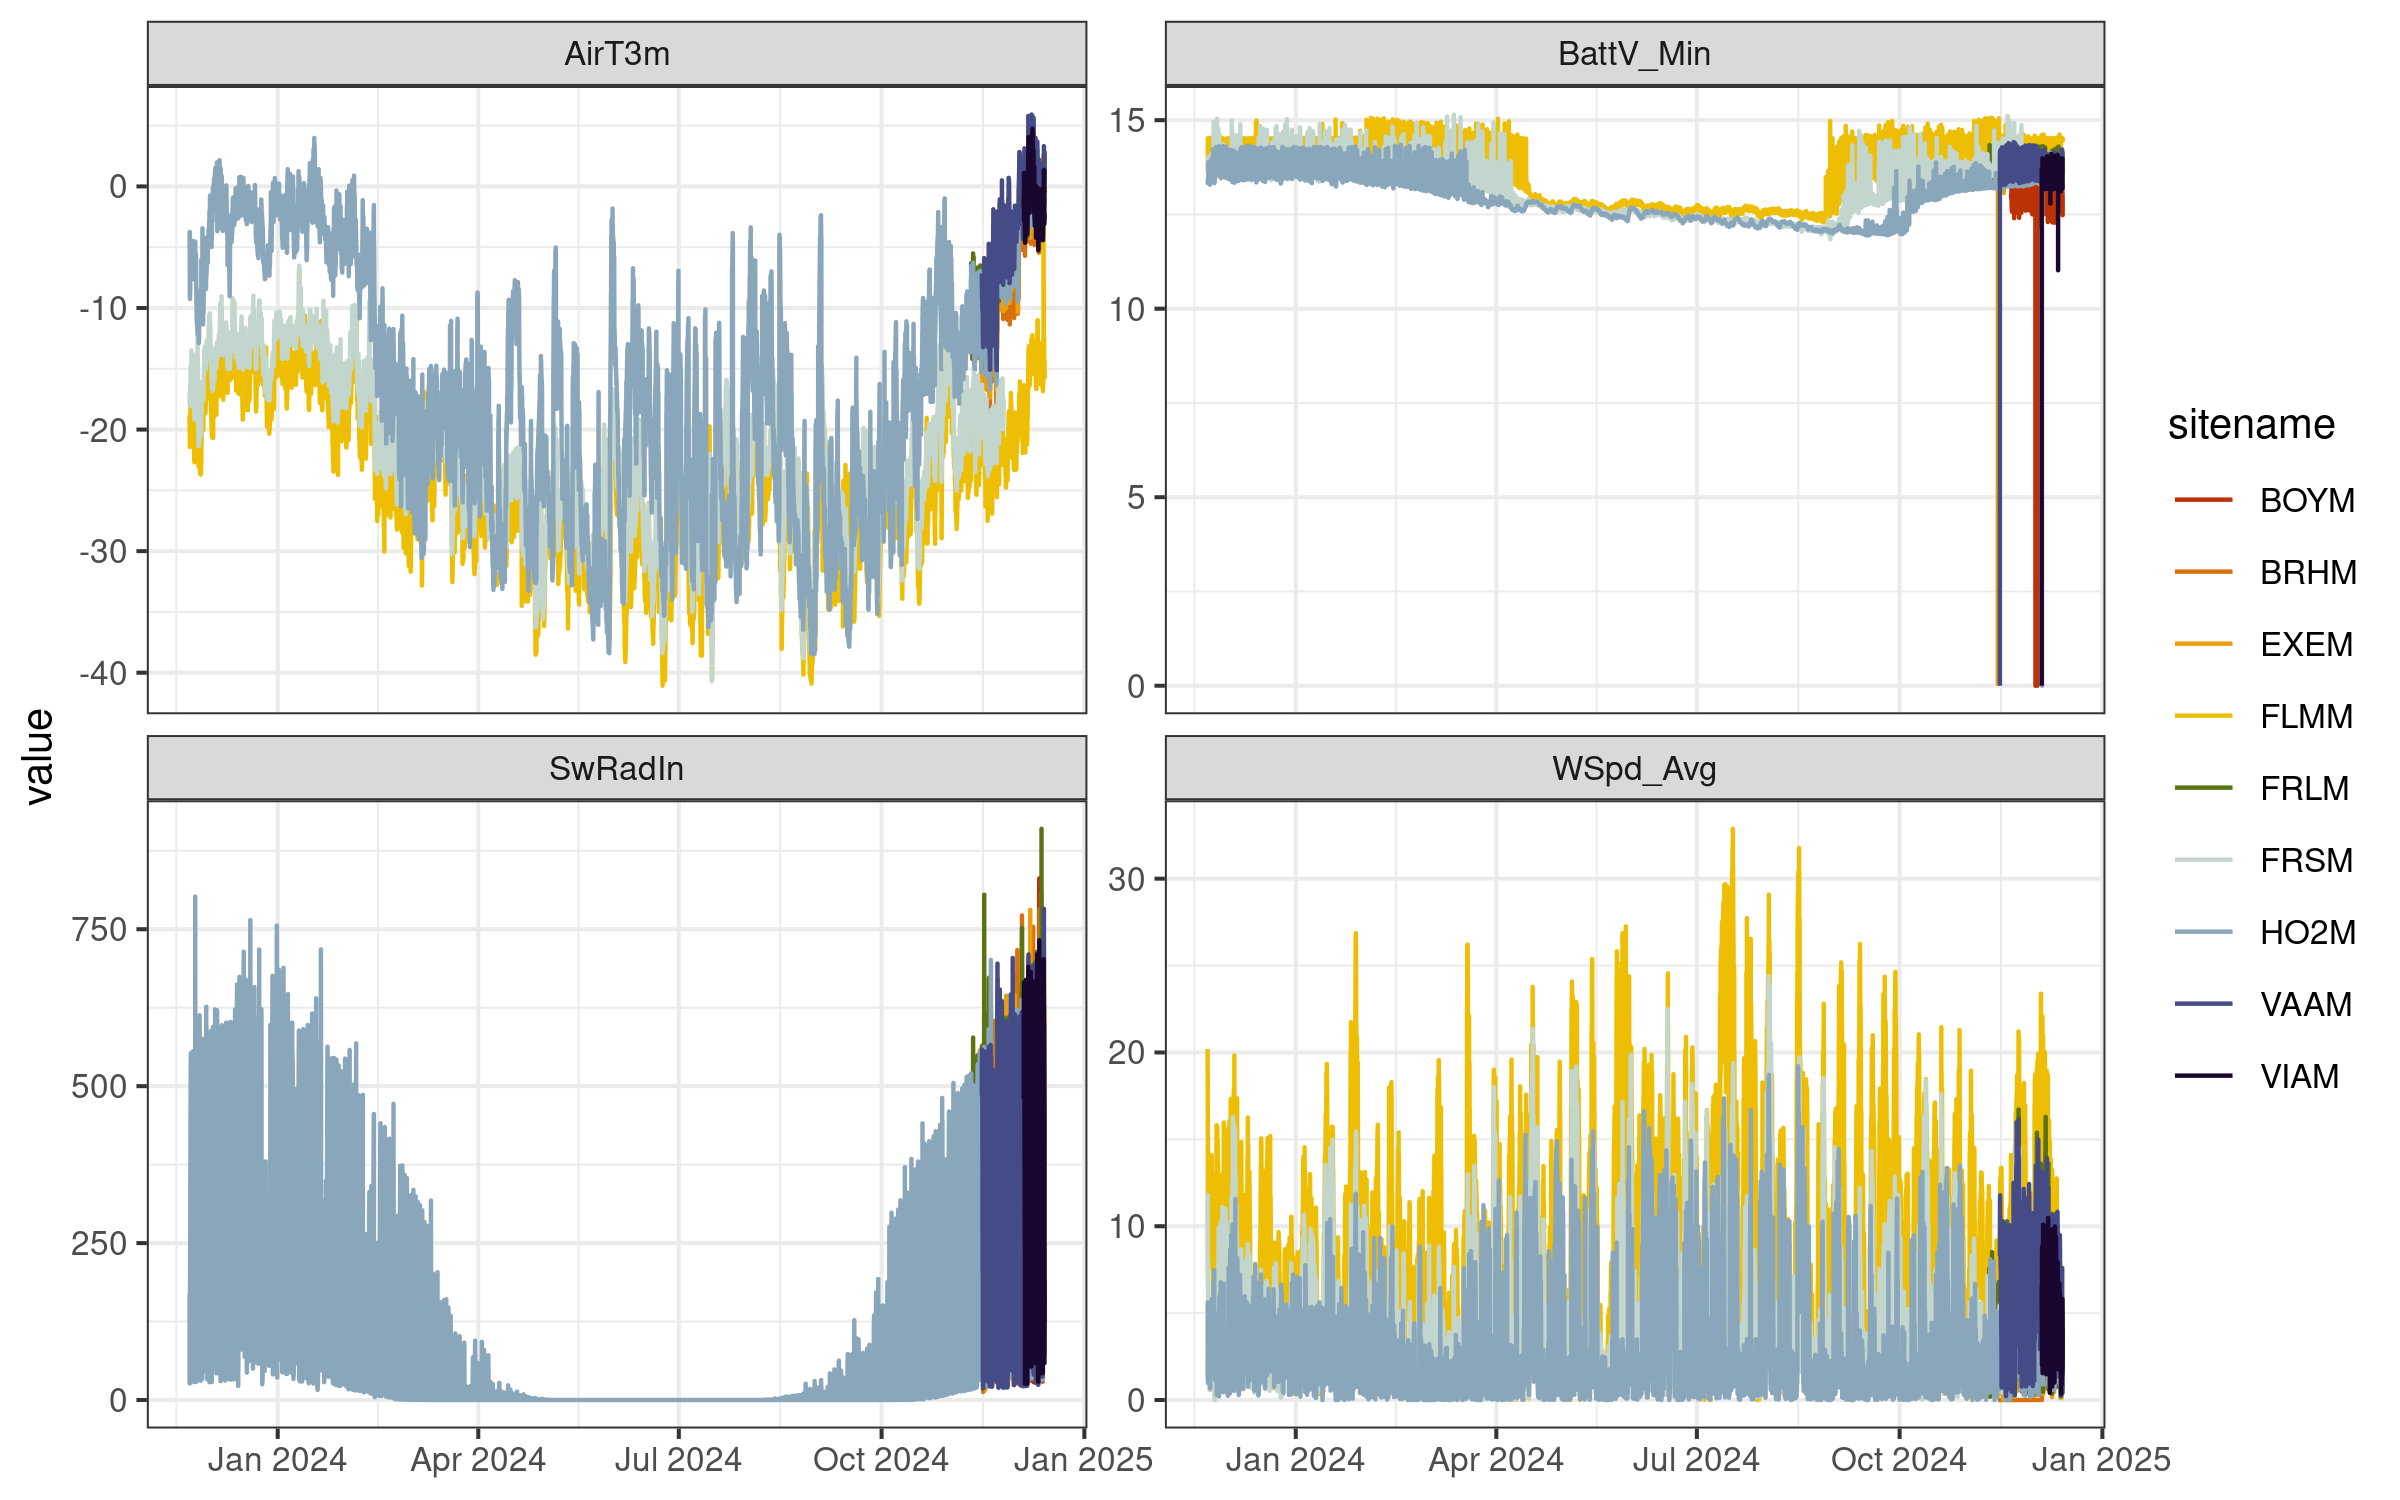 AirT3m
BattV_Min
0
-10
-20
-30
-40
15
10
5
0
value
SwRadIn
WSpd_Avg
750
500
250
0
30
20
10
0
Jan 2024 Apr 2024 Jul 2024 Oct 2024 Jan 2025
Jan 2024 Apr 2024 Jul 2024 Oct 2024 Jan 2025
sitename
BOYM
BRHM
EXEM
FLMM
FRLM
FRSM
HO2M
VAAM
VIAM